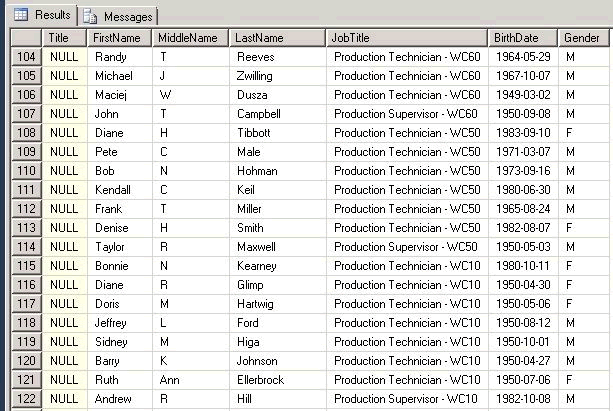 Results Messages
Title FirstName MiddleName LastName JobTitle BirthDate Gender
104 NULL Randy T Reeves Production Technician - WC60 1964-05-29 M
105 NULL Michael J Zwilling Production Technician - WC60 1967-10-07 M
106 NULL Maciej W Dusza Production Technician - WC60 1949-03-02 M
107 NULL John T Campbell Production Supervisor - WC60 1950-09-08 M
108 NULL Diane H Tibbott Production Technician - WC50 1983-09-10 F
109 NULL Pete C Male Production Technician - WC50 1971-03-07 M
110 NULL Bob N Hohman Production Technician - WC50 1973-09-16 M
111 NULL Kendall C Keil Production Technician - WC50 1980-06-30 M
112 NULL Frank T Miller Production Technician - WC50 1965-08-24 M
113 NULL Denise H Smith Production Technician - WC50 1982-08-07 F
114 NULL Taylor R Maxwell Production Supervisor - WC50 1950-05-03 M
115 NULL Bonnie N Kearney Production Technician - WC10 1980-10-11 F
116 NULL Diane R Glimp Production Technician - WC10 1950-04-30 F
117 NULL Doris M Hartwig Production Technician - WC10 1950-05-06 F
118 NULL Jeffrey L Ford Production Technician - WC10 1950-08-12 M
119 NULL Sidney M Higa Production Technician - WC10 1950-10-01 M
120 NULL Barry K Johnson Production Technician - WC10 1950-04-27 M
121 NULL Ruth Ann Ellerbrock Production Technician - WC10 1950-07-06 F
122 NULL Andrew R Hill Production Supervisor - WC10 1982-10-08 M